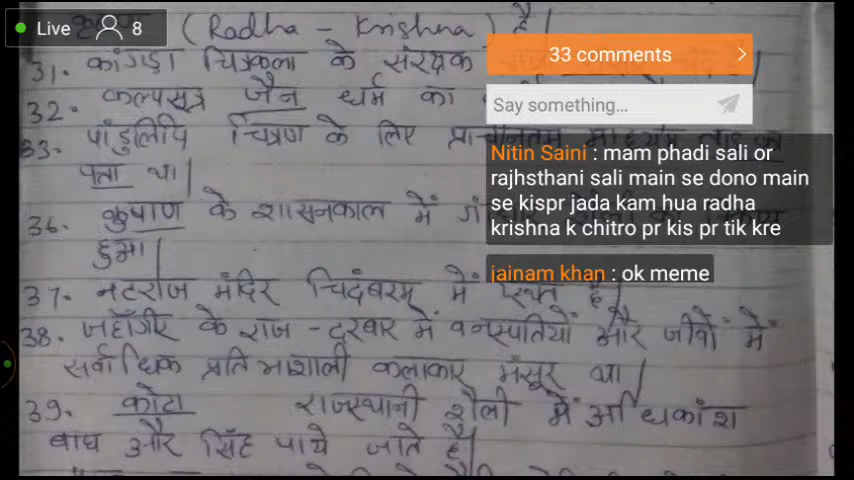 Live 8
(Radha - Krishna) है|
33 comments
31. कांगड़ा चित्रकला के संरक्षक
Say something...
32. कल्पसूत्र जैन धर्म का
33. पांडुलिपि चित्रण के लिए प्राचीनतम माध्यम
पत्ता था|
Nitin Saini : mam phadi sali or
rajhsthani sali main se dono main
se kispr jada kam hua radha
krishna k chitro pr kis pr tik kre
36. कुषाण के शासनकाल में
हुआ|
jainam khan : ok meme
37. नटराज मंदिर चिदंबरम् में स्थित है|
38. जहाँगीर के राज - दरबार में वनस्पतियों और जीवों में
सर्वाधिक प्रतिभाशाली कलाकार मंसूर था|
39. कोटा राजस्थानी शैली में अधिकांश
बाघ और सिंह पाये जाते है|